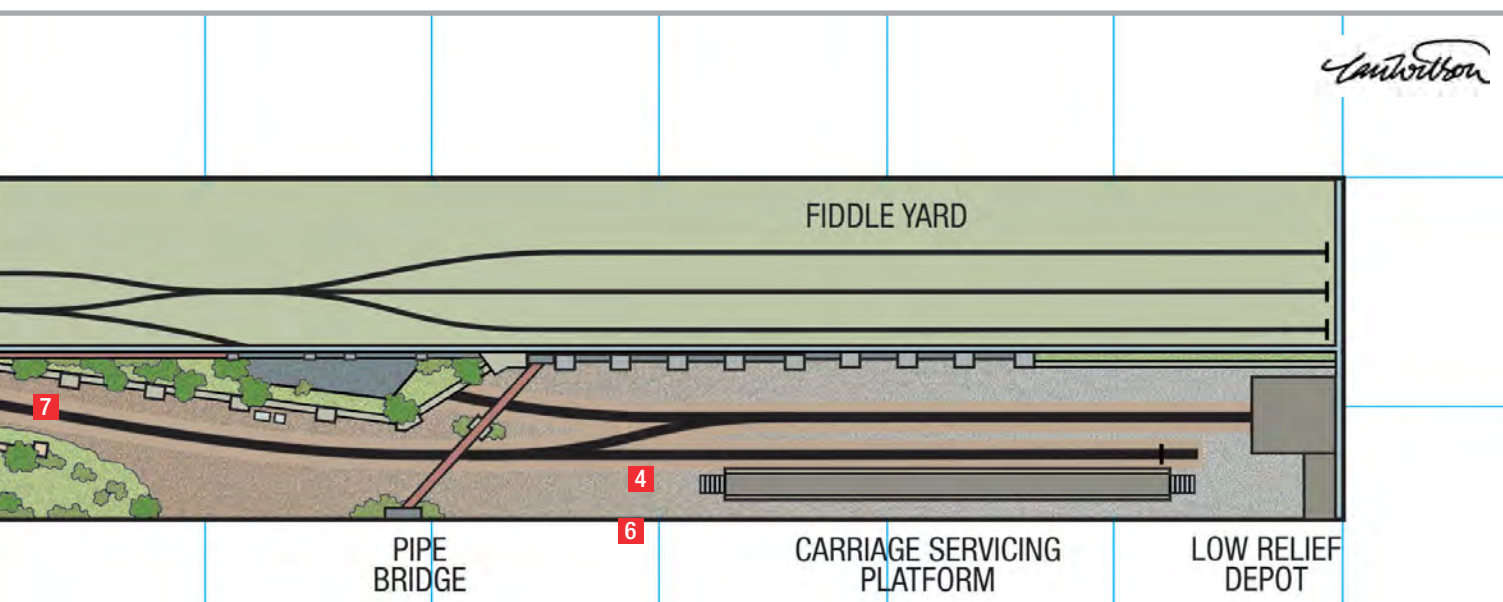 FIDDLE YARD
7
4
6
PIPE
BRIDGE
CARRIAGE SERVICING
PLATFORM
LOW RELIEF
DEPOT